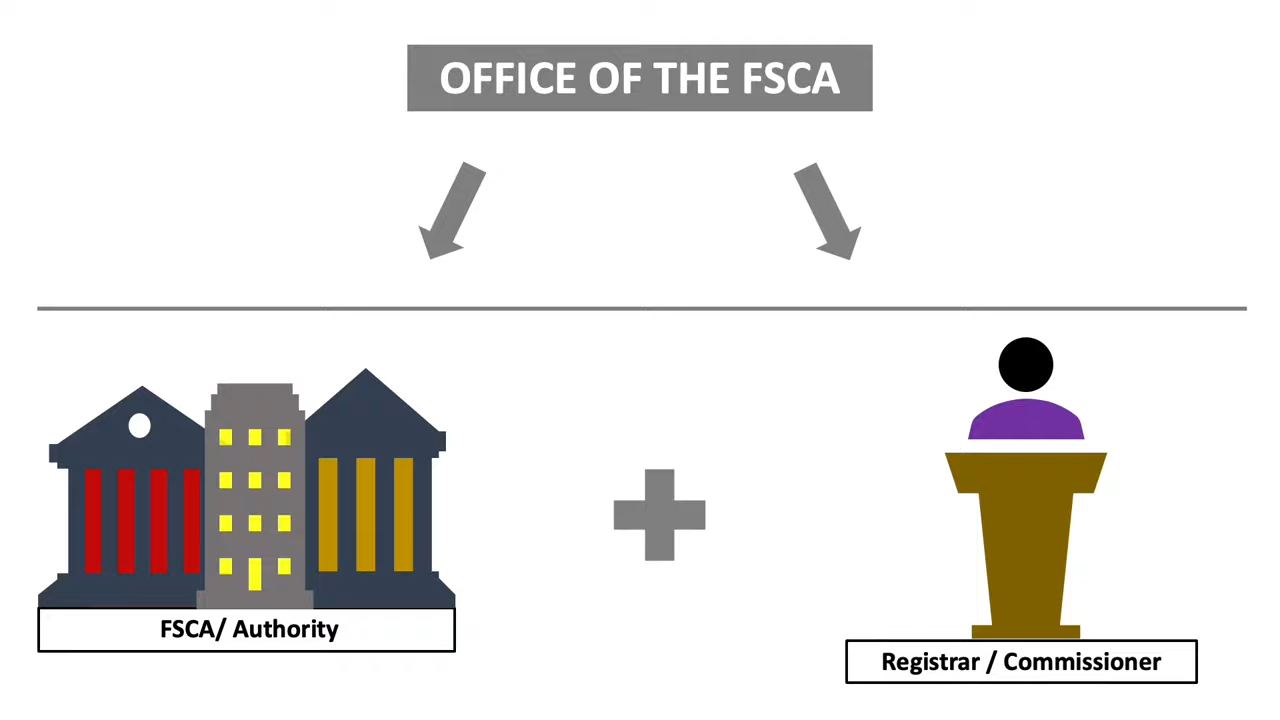 OFFICE OF THE FSCA
FSCA/ Authority
Registrar / Commissioner